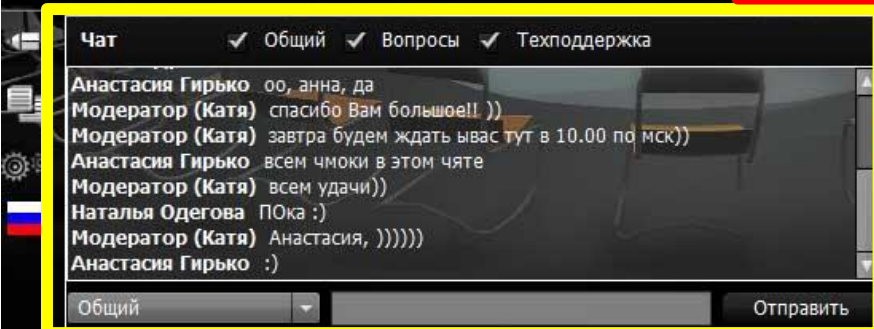 Чат Общий Вопросы Техподдержка
Анастасия Гирько оо, анна, да
Модератор (Катя) спасибо Вам большое!! ))
Модератор (Катя) завтра будем ждать ывас тут в 10.00 по мск))
Анастасия Гирько всем чмоки в этом чяте
Модератор (Катя) всем удачи))
Наталья Одегова ПОка :)
Модератор (Катя) Анастасия, ))))))
Анастасия Гирько :)
Общий Отправить